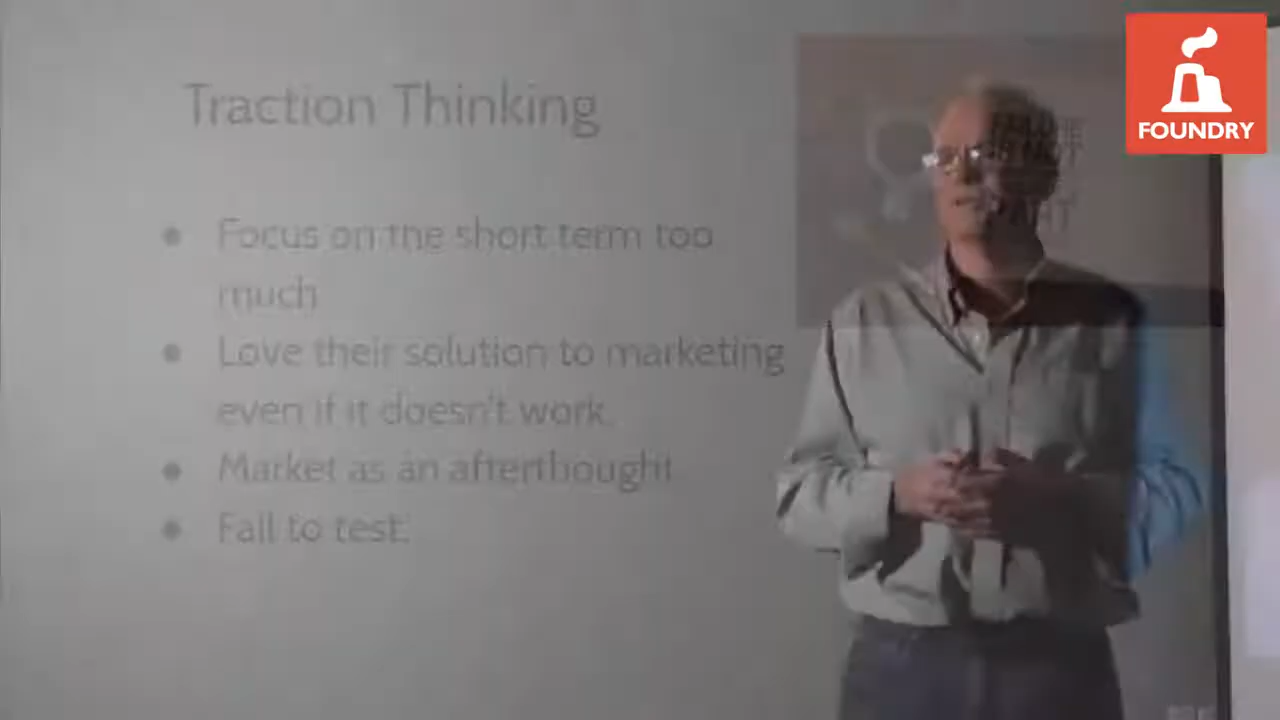 FOUNDRY
Traction Thinking
Focus on the short term too
much
Love their solution to marketing
even if it doesn't work.
Market as an afterthought
Fail to test.